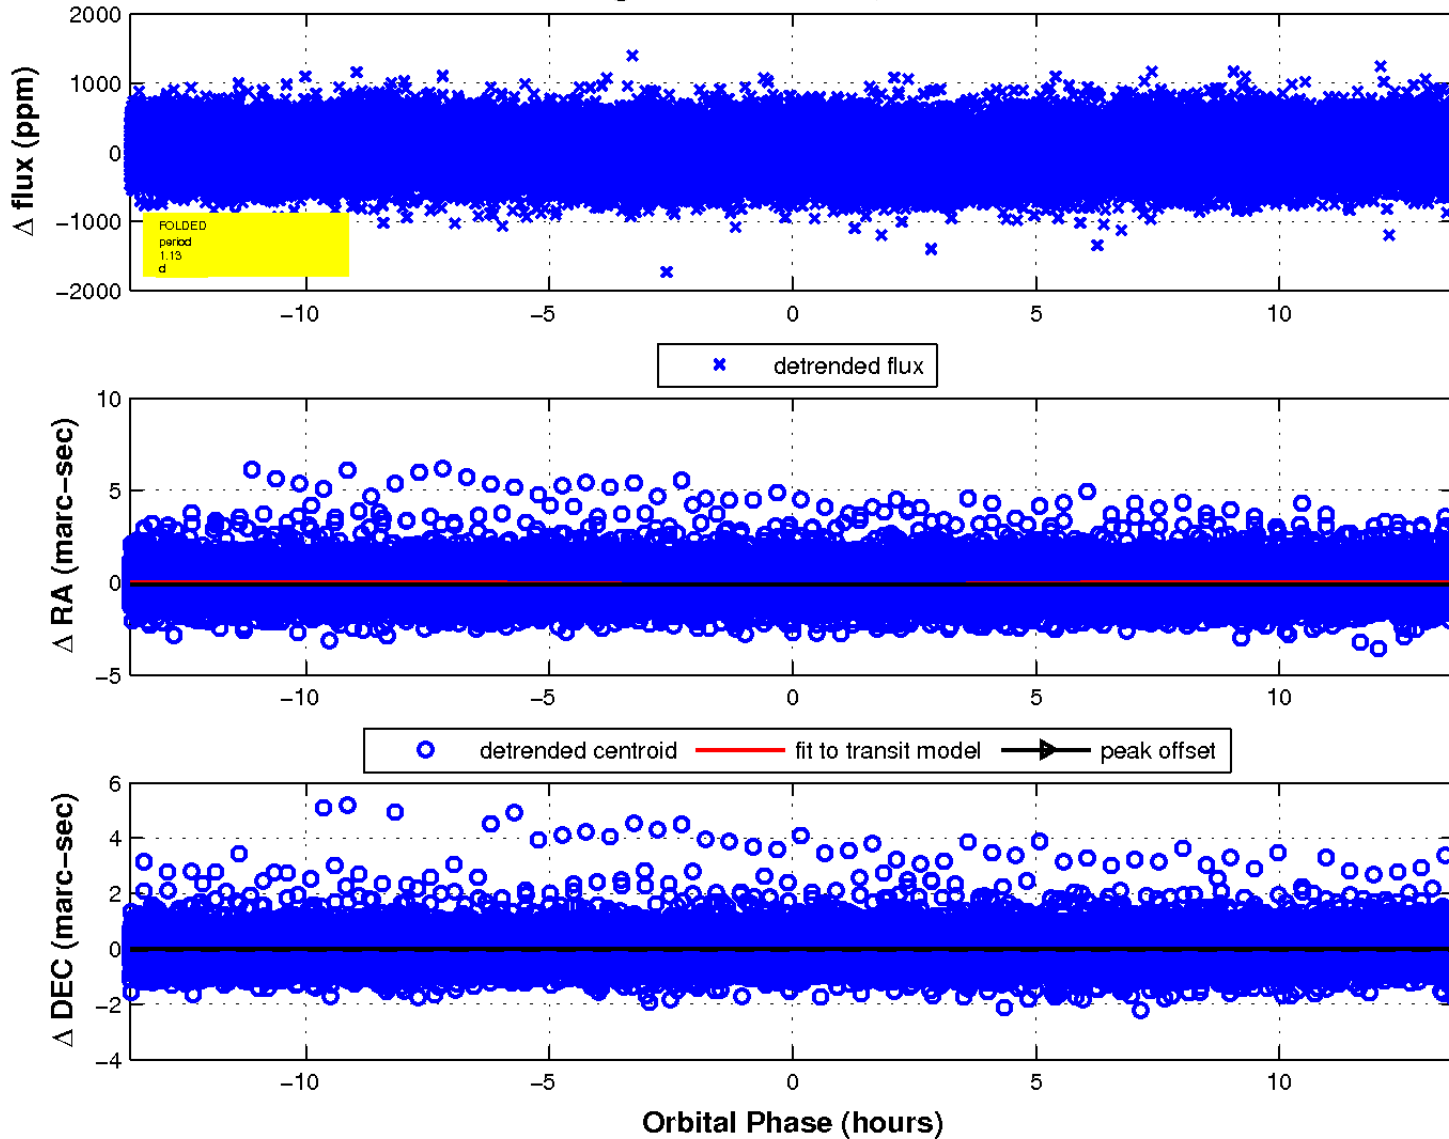 2000
1000
0
−1000
−2000
Δ flux (ppm)
FOLDED
period
1.13
d
−10
−5
0
5
10
detrended flux
10
5
0
−5
Δ RA (marc−sec)
−10
−5
0
5
10
detrended centroid
fit to transit model
peak offset
6
4
2
0
−2
−4
Δ DEC (marc−sec)
−10
−5
0
5
10
Orbital Phase (hours)